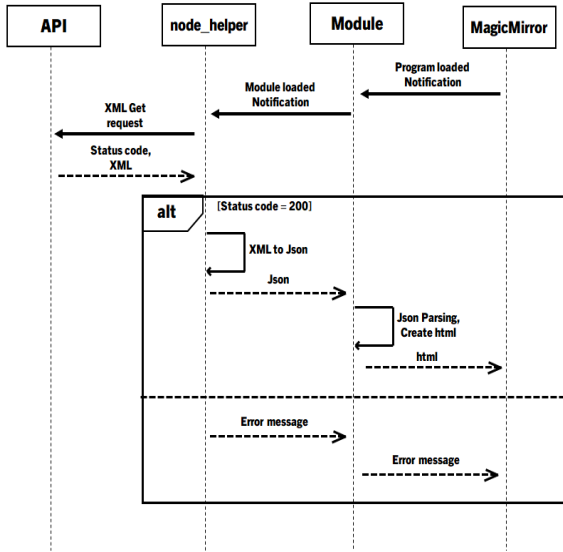 API
node_helper
Module
MagicMirror
Program loaded
Notification
Module loaded
Notification
XML Get
request
Status code,
XML
alt
[Status code = 200]
XML to Json
Json
Json Parsing,
Create html
html
Error message
Error message